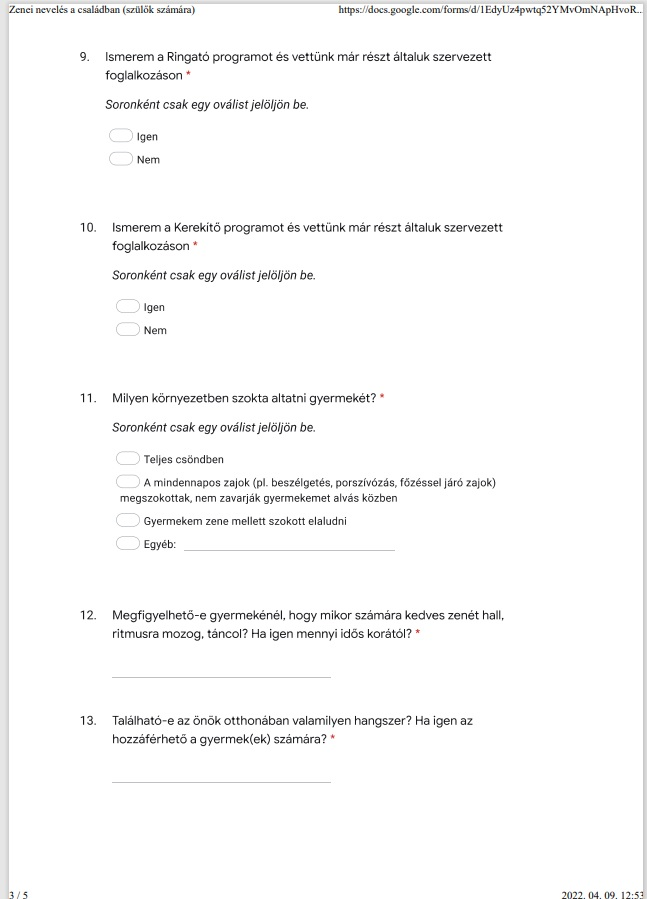 Zenei nevelés a családban (szülők számára)
https://docs.google.com/forms/d/1EdyUz4pwtq52YMvOmNApHvoR...
9. Ismerem a Ringató programot és vettünk már részt általuk szervezett
foglalkozáson *
Soronként csak egy oválist jelöljön be.
Igen
Nem
10. Ismerem a Kerekítő programot és vettünk már részt általuk szervezett
foglalkozáson *
Soronként csak egy oválist jelöljön be.
Igen
Nem
11. Milyen környezetben szokta altatni gyermekét? *
Soronként csak egy oválist jelöljön be.
Teljes csöndben
A mindennapos zajok (pl. beszélgetés, porszívózás, főzéssel járó zajok)
megszokottak, nem zavarják gyermekemet alvás közben
Gyermekem zene mellett szokott elaludni
Egyéb:
12. Megfigyelhető-e gyermekénél, hogy mikor számára kedves zenét hall,
ritmusra mozog, táncol? Ha igen mennyi idős korától? *
13. Található-e az önök otthonában valamilyen hangszer? Ha igen az
hozzáférhető a gyermek(ek) számára? *
3 / 5
2022. 04. 09. 12:53